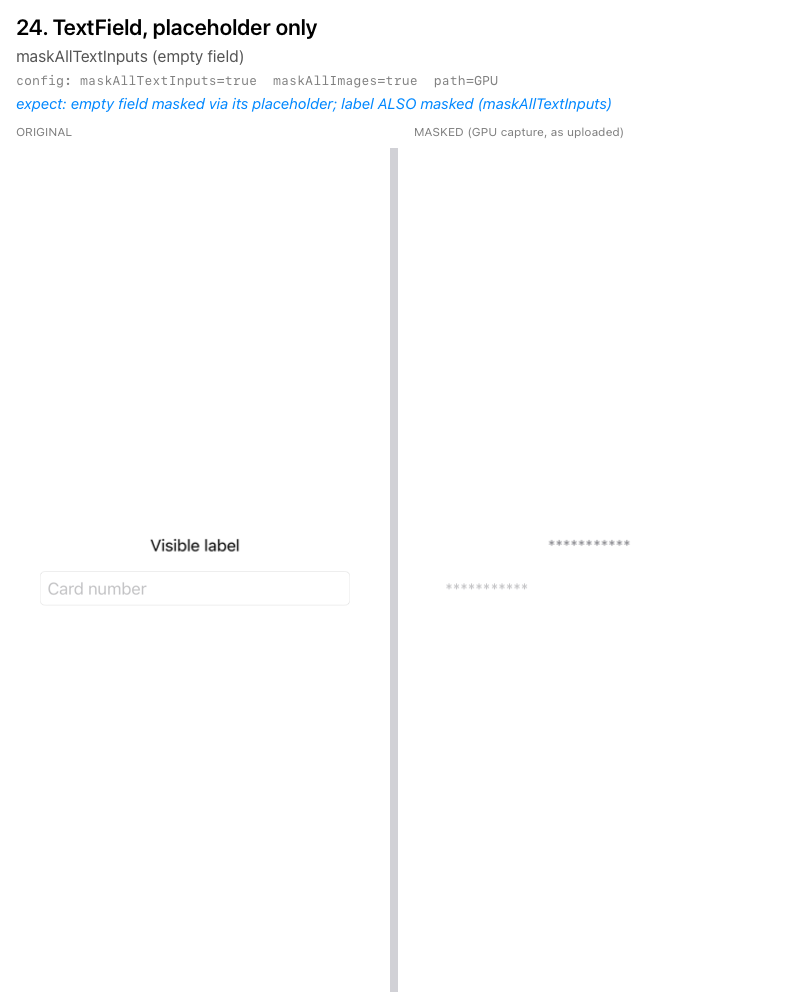 24. TextField, placeholder only
maskAllTextInputs (empty field)
config: maskAllTextInputs=true  maskAllImages=true  path=GPU
expect: empty field masked via its placeholder; label ALSO masked (maskAllTextInputs)
ORIGINAL
MASKED (GPU capture, as uploaded)
Visible label
***********
Card number
***********